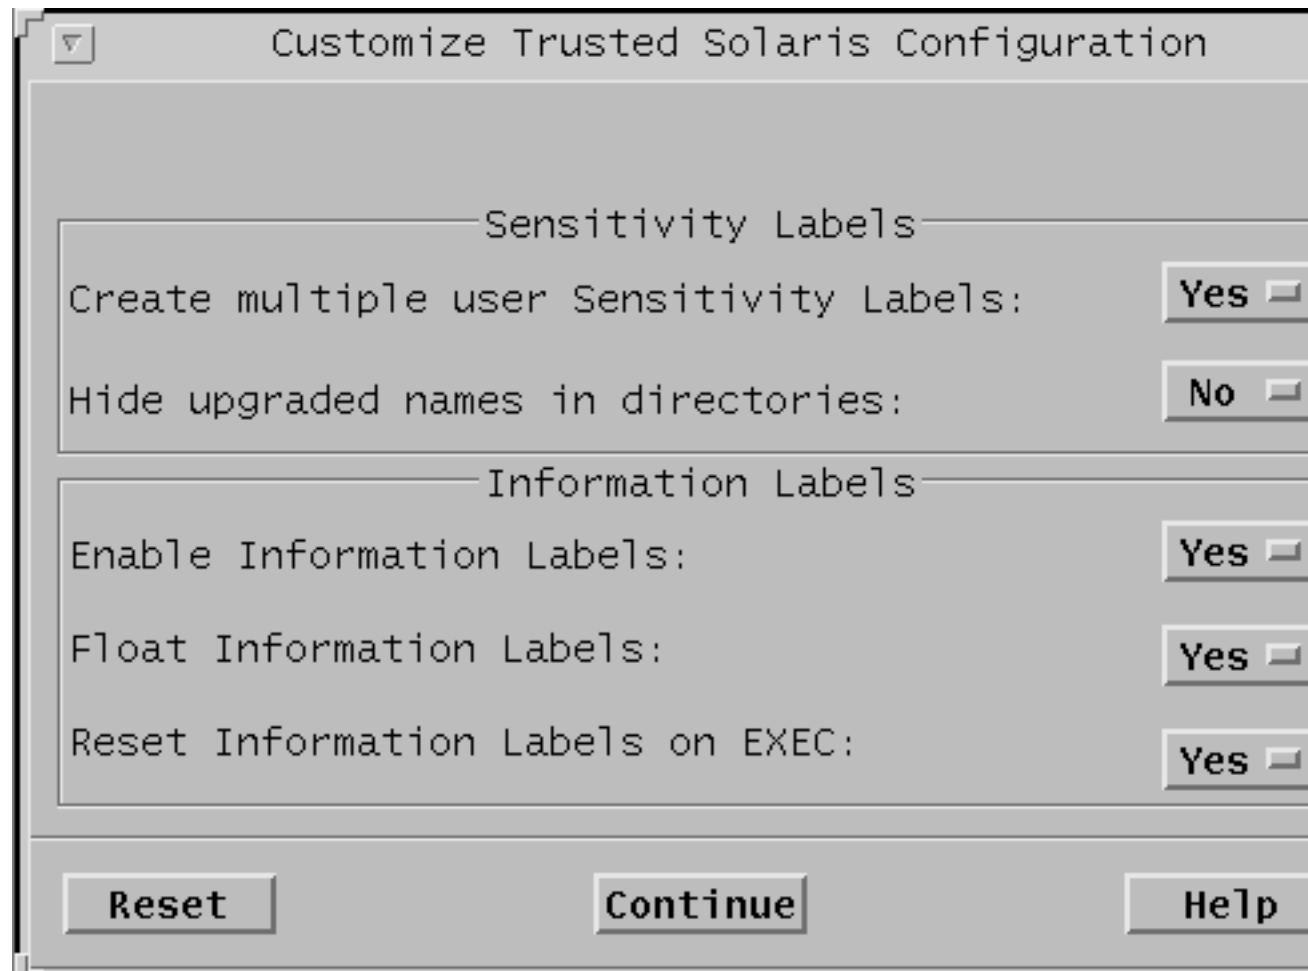 Customize Trusted Solaris Configuration
Sensitivity Labels
Create multiple user Sensitivity Labels: Yes
Hide upgraded names in directories: No
Information Labels
Enable Information Labels: Yes
Float Information Labels: Yes
Reset Information Labels on EXEC: Yes
Reset Continue Help